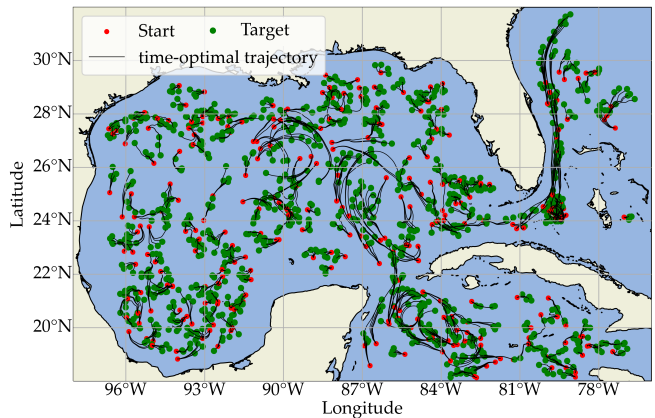 Start Target
time-optimal trajectory
30°N
28°N
26°N
24°N
22°N
20°N
Latitude
96°W 93°W 90°W 87°W 84°W 81°W 78°W
Longitude